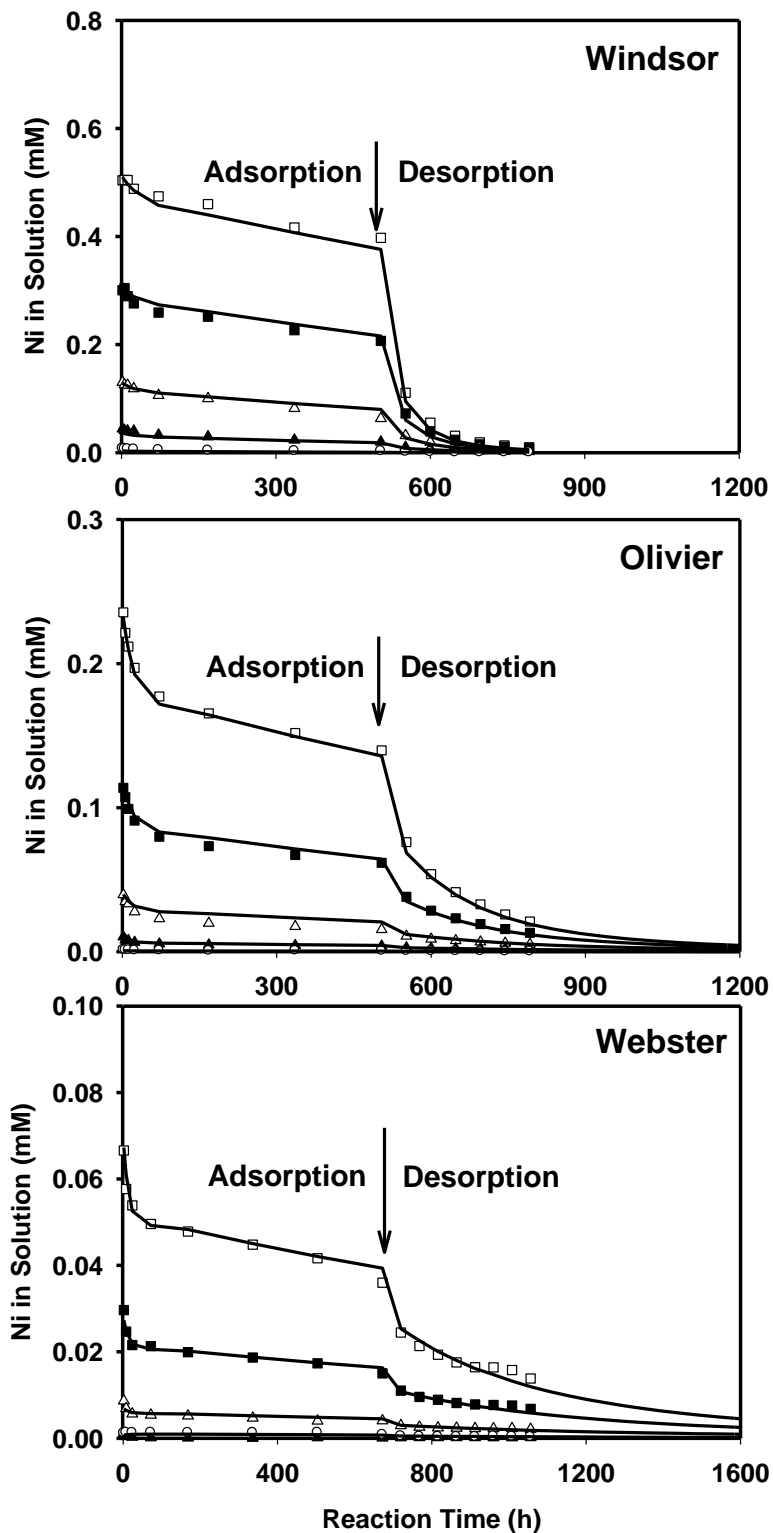 0.8
Windsor
0.6
Adsorption Desorption
0.4
Ni in Solution (mM)
0.2
0.0
0 300 600 900 1200
0.3
Olivier
0.2
Adsorption Desorption
Ni in Solution (mM)
0.1
0.0
0 300 600 900 1200
0.10
Webster
0.08
0.06
Adsorption Desorption
Ni in Solution (mM)
0.04
0.02
0.00
0 400 800 1200 1600
Reaction Time (h)